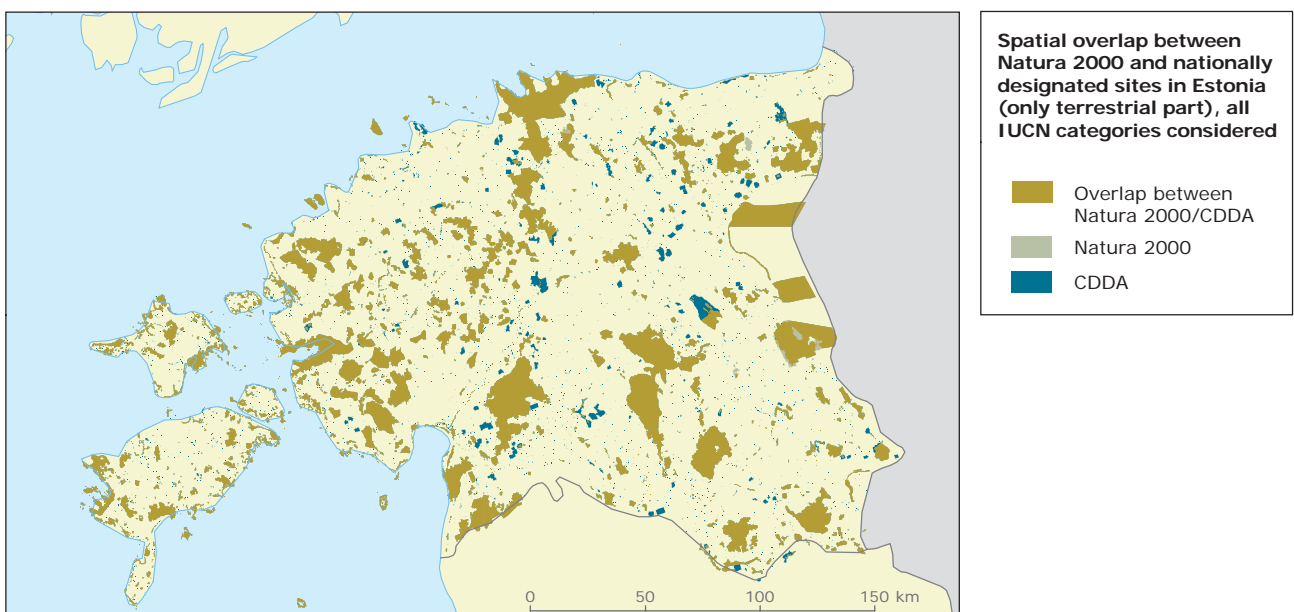 Spatial overlap between
Natura 2000 and nationally
designated sites in Estonia
(only terrestrial part), all
IUCN categories considered
Overlap between
Natura 2000/CDDA
Natura 2000
CDDA
0 50 100 150 km